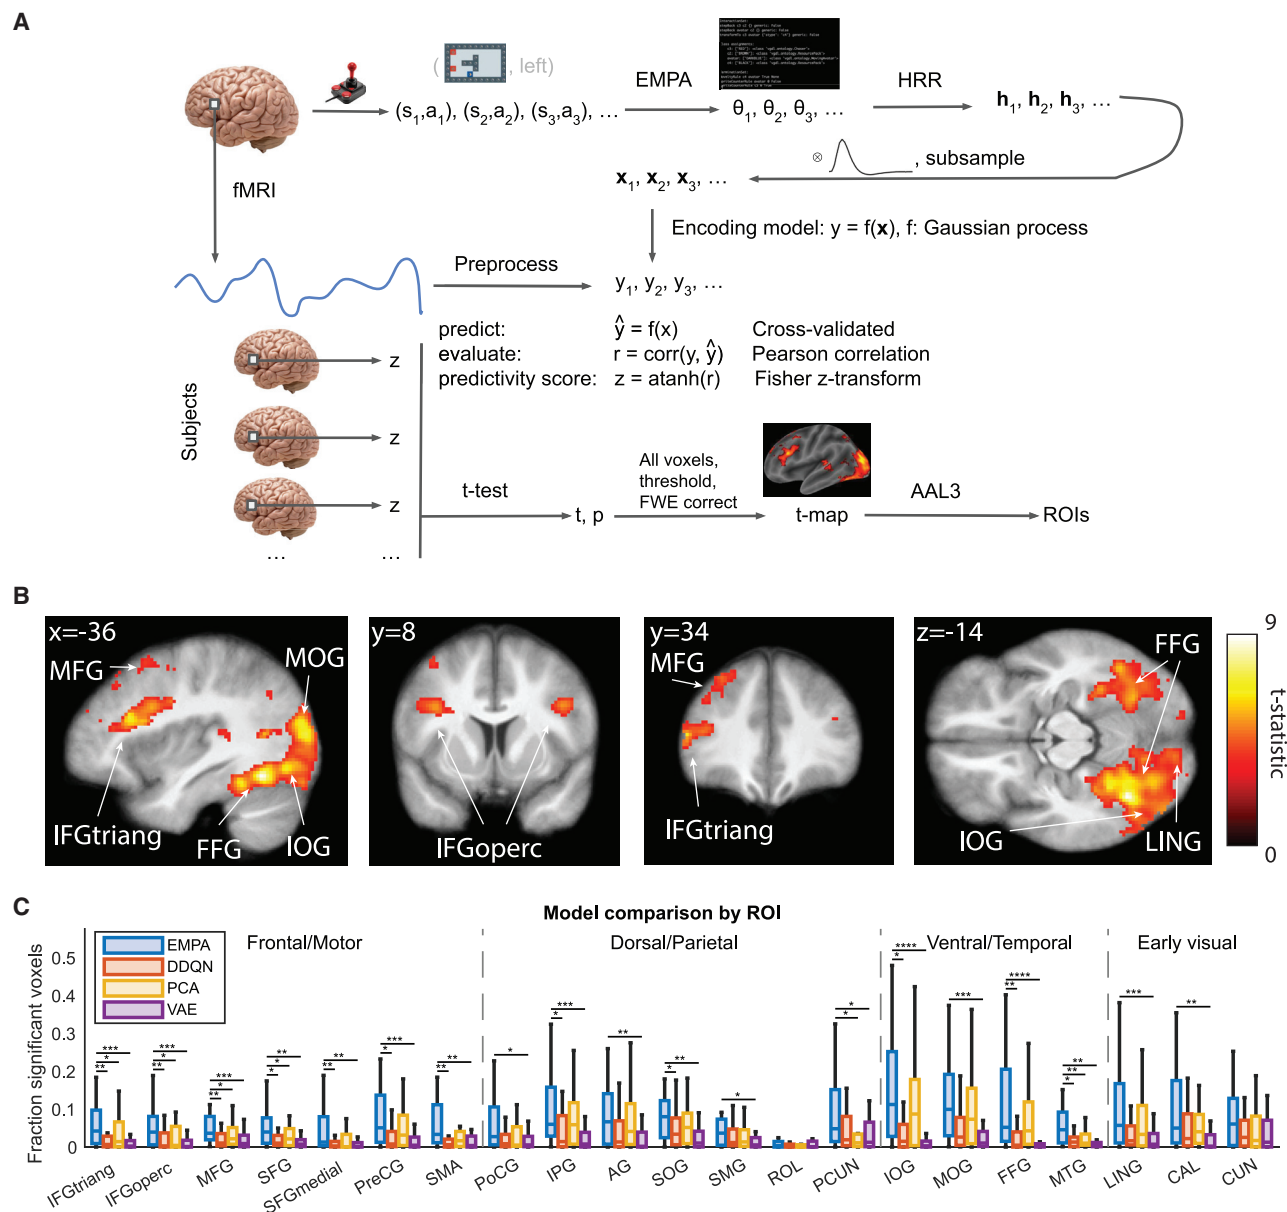 A
( , left)
EMPA
HRR
(s1,a1), (s2,a2), (s3,a3), ...
θ1, θ2, θ3, ...
h1, h2, h3, ...
⊗ , subsample
fMRI
x1, x2, x3, ...
Encoding model: y = f(x), f: Gaussian process
Preprocess
y1, y2, y3, ...
predict: ŷ = f(x) Cross-validated
evaluate: r = corr(y, ŷ) Pearson correlation
predictivity score: z = atanh(r) Fisher z-transform
Subjects
z
z
z
... ...
t-test
t, p
All voxels,
threshold,
FWE correct
t-map
AAL3
ROIs
B
x=-36
MFG
MOG
IFGtriang
FFG
IOG
y=8
IFGoperc
y=34
MFG
IFGtriang
z=-14
FFG
IOG
LING
9
t-statistic
0
C
Model comparison by ROI
Frontal/Motor
Dorsal/Parietal
Ventral/Temporal
Early visual
EMPA
DDQN
PCA
VAE
Fraction significant voxels
0.5
0.4
0.3
0.2
0.1
0
IFGtriang
IFGoperc
MFG
SFG
SFGmedial
PreCG
SMA
PoCG
IPG
AG
SOG
SMG
ROL
PCUN
IOG
MOG
FFG
MTG
LING
CAL
CUN